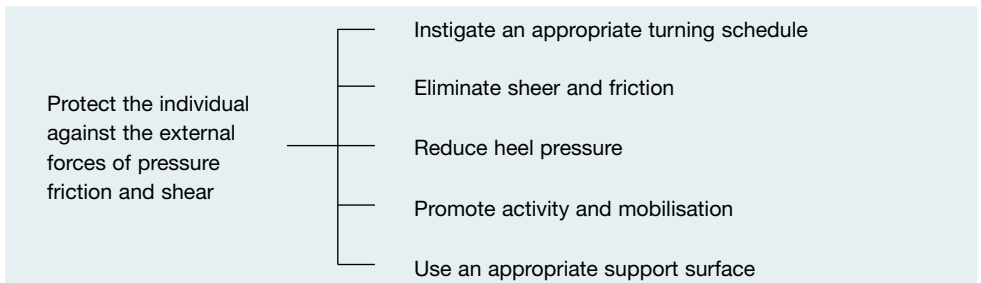 Protect the individual
against the external
forces of pressure
friction and shear
Instigate an appropriate turning schedule
Eliminate sheer and friction
Reduce heel pressure
Promote activity and mobilisation
Use an appropriate support surface